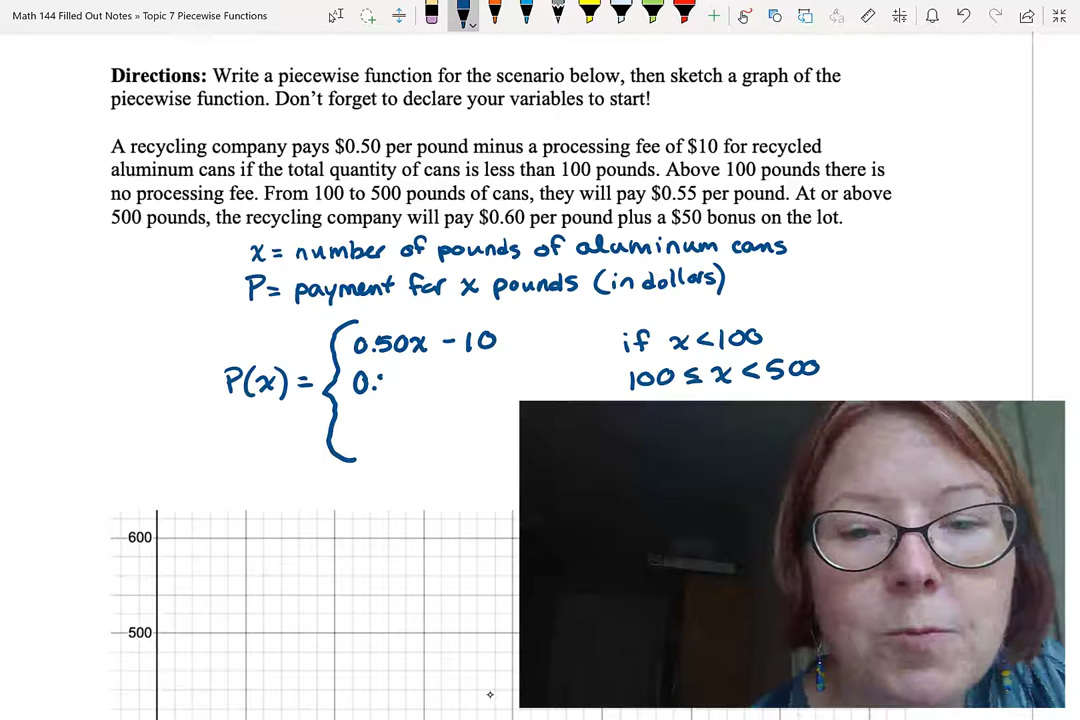 Math 144 Filled Out Notes » Topic 7 Piecewise Functions
Directions: Write a piecewise function for the scenario below, then sketch a graph of the
piecewise function. Don't forget to declare your variables to start!
A recycling company pays $0.50 per pound minus a processing fee of $10 for recycled
aluminum cans if the total quantity of cans is less than 100 pounds. Above 100 pounds there is
no processing fee. From 100 to 500 pounds of cans, they will pay $0.55 per pound. At or above
500 pounds, the recycling company will pay $0.60 per pound plus a $50 bonus on the lot.
x = number of pounds of aluminum cans
P = payment for x pounds (in dollars)
0.50x - 10 if x < 100
P(x) = { 0. 100 ≤ x < 500
600
500